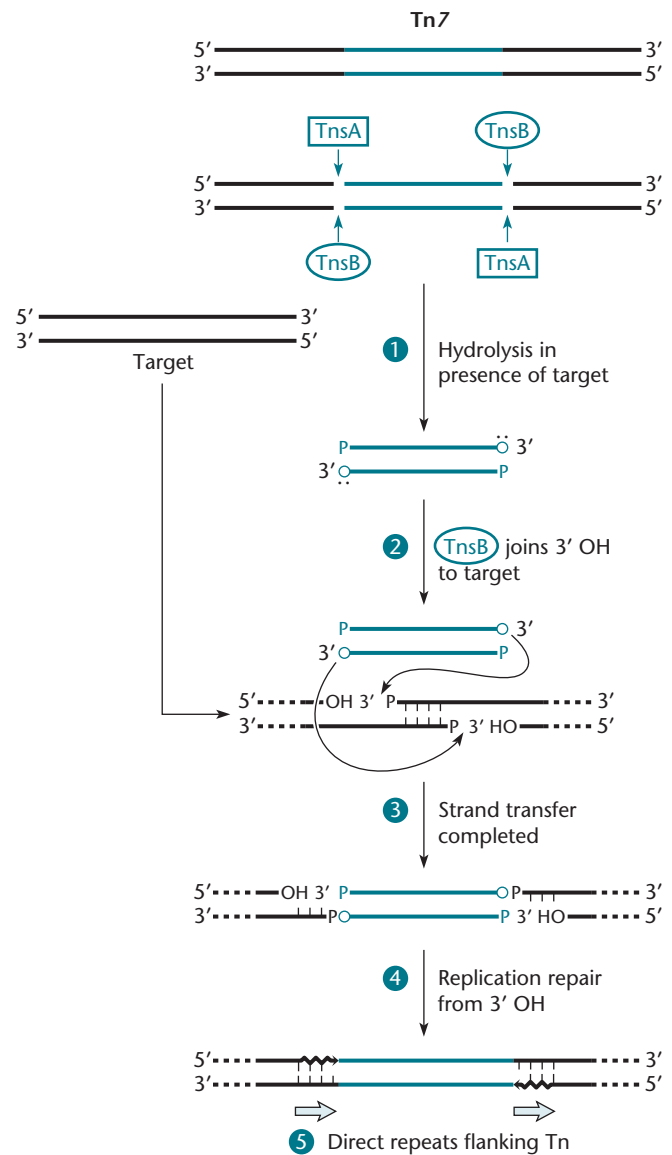 Tn7
5′ 3′
3′ 5′
TnsA TnsB
5′ 3′
3′ 5′
TnsB TnsA
5′ 3′
3′ 5′
Target
1 Hydrolysis in
presence of target
P 3′
3′ P
2 TnsB joins 3′ OH
to target
P 3′
3′ P
5′ OH 3′ P 3′
3′ P 3′ HO 5′
3 Strand transfer
completed
5′ OH 3′ P P 3′
3′ P P 3′ HO 5′
4 Replication repair
from 3′ OH
5′ 3′
3′ 5′
5 Direct repeats flanking Tn